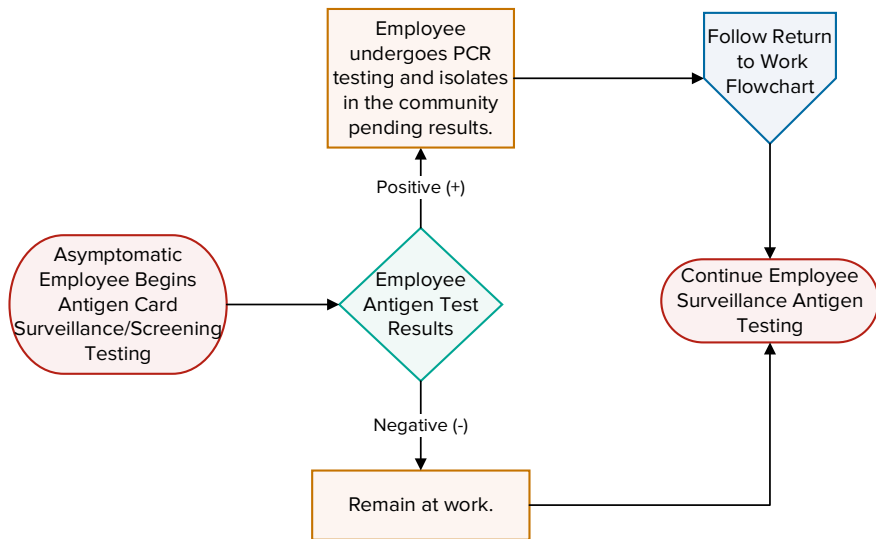 Employee
undergoes PCR
testing and isolates
in the community
pending results.
Follow Return
to Work
Flowchart
Positive (+)
Asymptomatic
Employee Begins
Antigen Card
Surveillance/Screening
Testing
Employee
Antigen Test
Results
Continue Employee
Surveillance Antigen
Testing
Negative (-)
Remain at work.